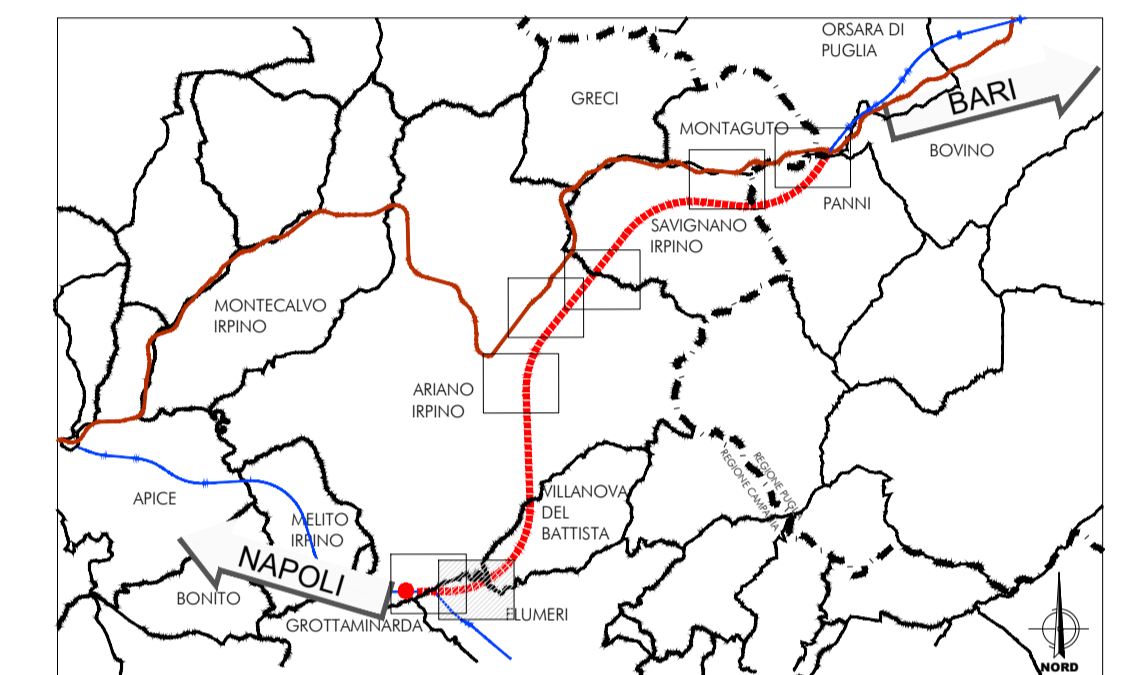 ORSARA DI
PUGLIA
GRECI
BARI
MONTAGUTO
BOVINO
PANNI
SAVIGNANO
IRPINO
MONTECALVO
IRPINO
ARIANO
IRPINO
REGIONE PUGLIA
REGIONE CAMPANIA
APICE
VILLANOVA
DEL
BATTISTA
MELITO
IRPINO
NAPOLI
BONITO
GROTTAMINARDA
FLUMERI
NORD